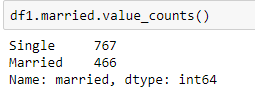 df1.married.value_counts()
Single     767
Married    466
Name: married, dtype: int64